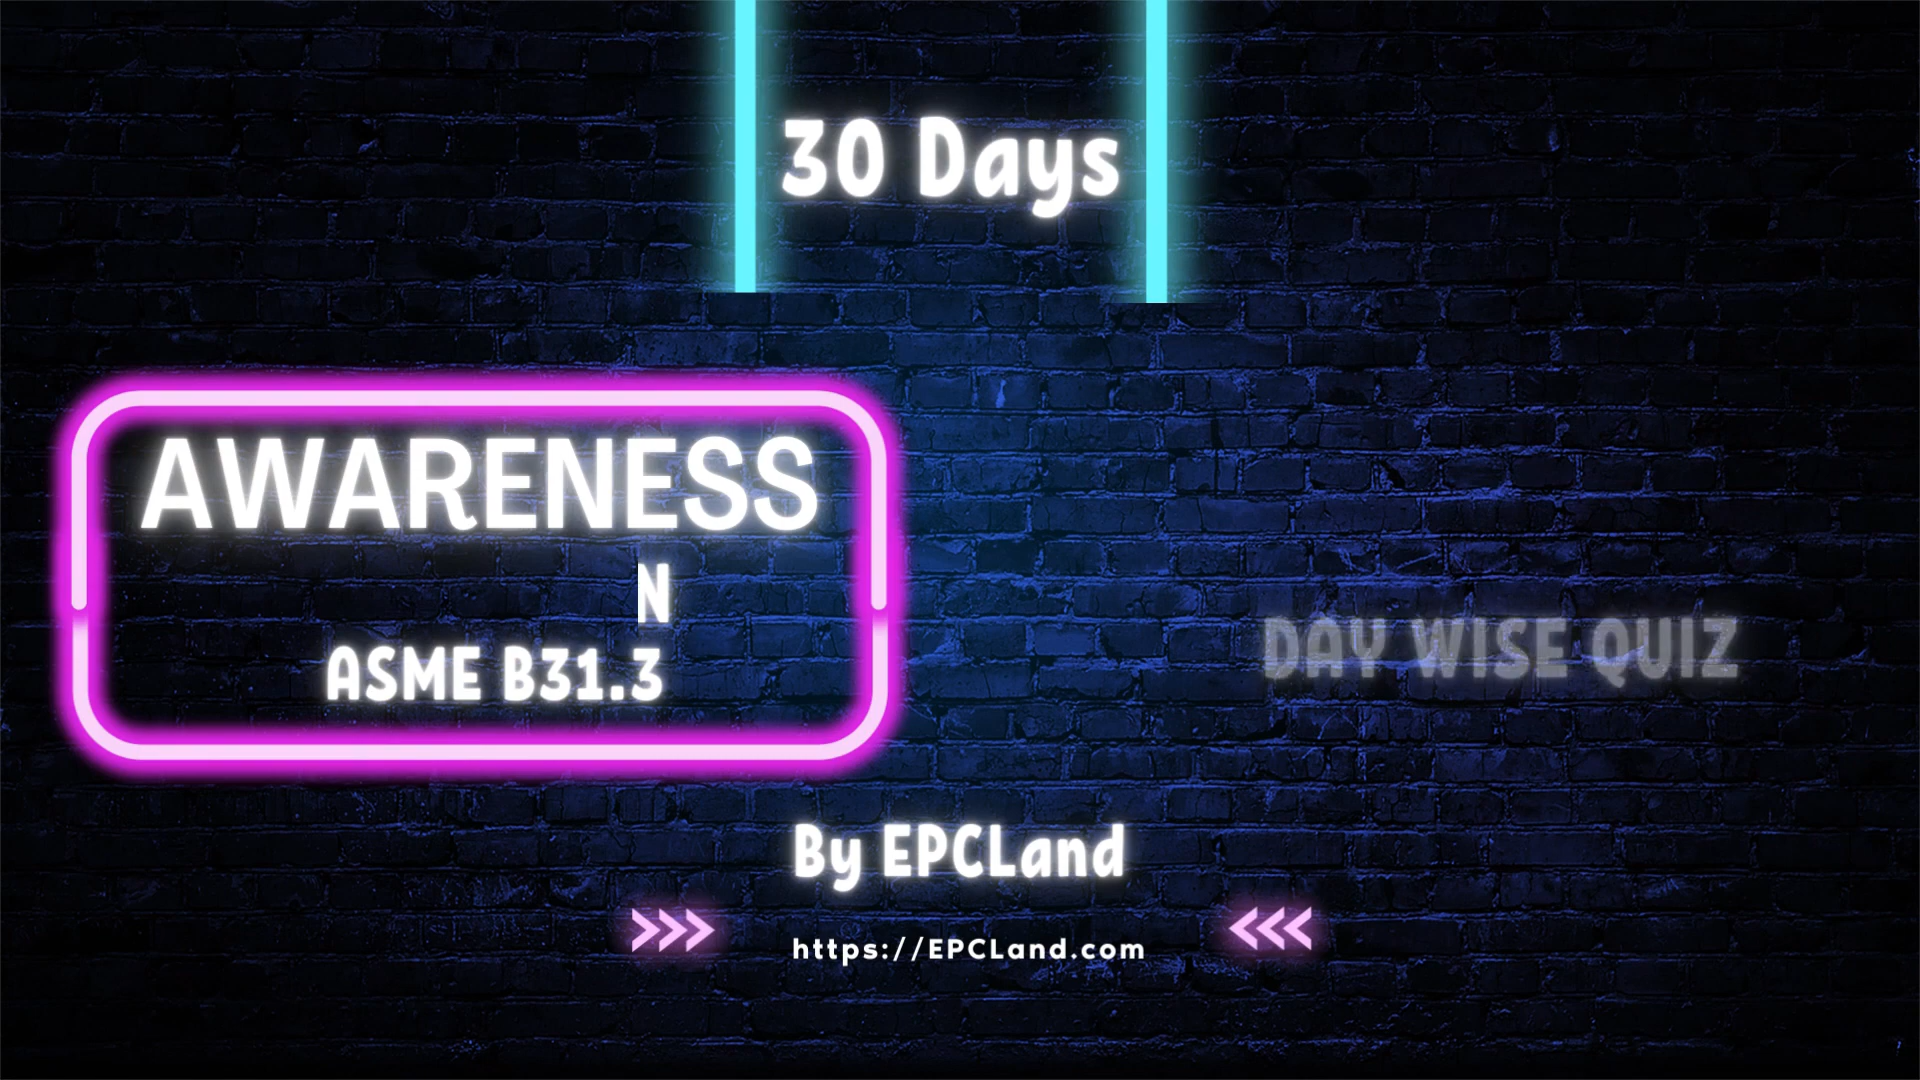 30 Days
AWARENESS
N
ASME B31.3
DAY WISE QUIZ
By EPCLand
https://EPCLand.com